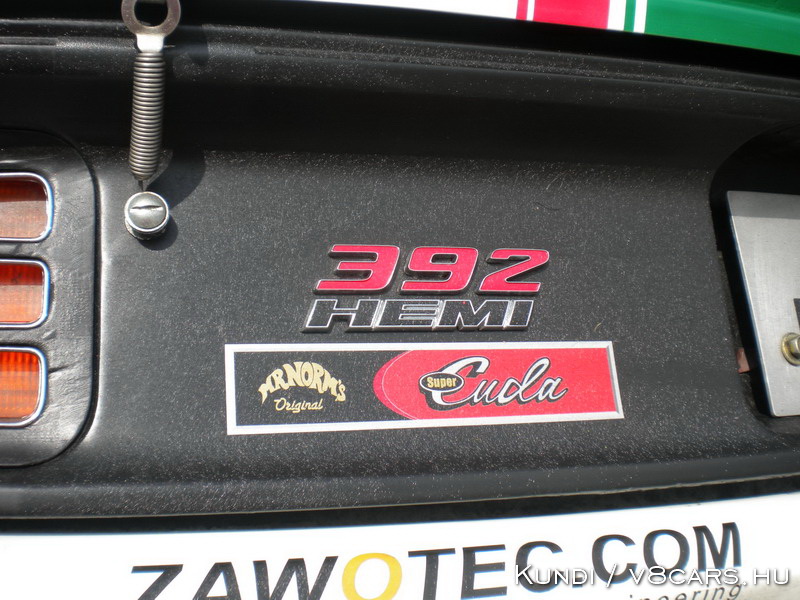 392
HEMI
MR. NORM'S
Original
Super
Cuda
ZAWOTEC.COM
Kundi / v8cars.hu